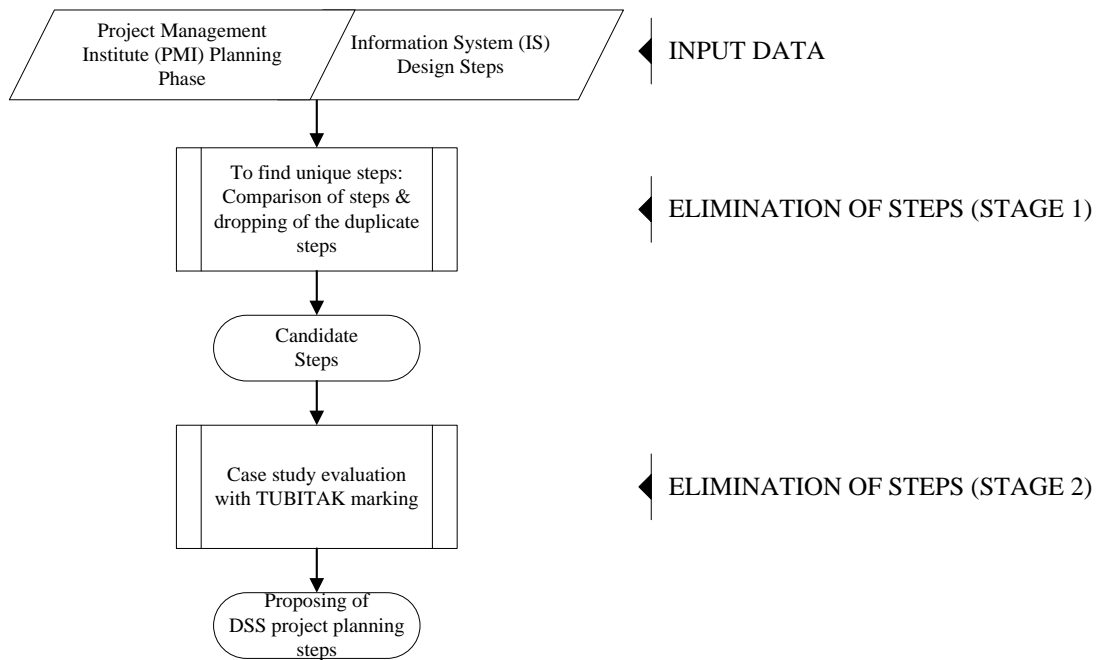 Project Management
Institute (PMI) Planning
Phase
Information System (IS)
Design Steps
INPUT DATA
To find unique steps:
Comparison of steps &
dropping of the duplicate
steps
ELIMINATION OF STEPS (STAGE 1)
Candidate
Steps
Case study evaluation
with TUBITAK marking
ELIMINATION OF STEPS (STAGE 2)
Proposing of
DSS project planning
steps